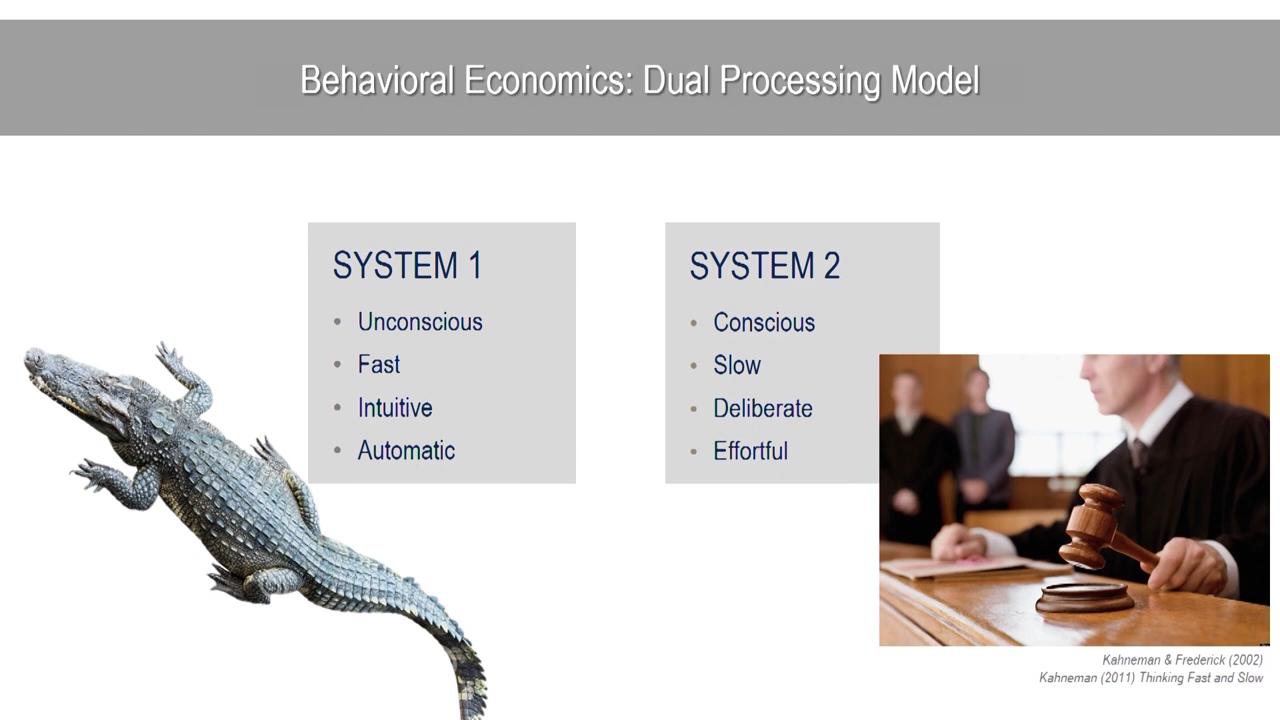 Behavioral Economics: Dual Processing Model
SYSTEM 1
• Unconscious
• Fast
• Intuitive
• Automatic
SYSTEM 2
• Conscious
• Slow
• Deliberate
• Effortful
Kahneman & Frederick (2002)
Kahneman (2011) Thinking Fast and Slow